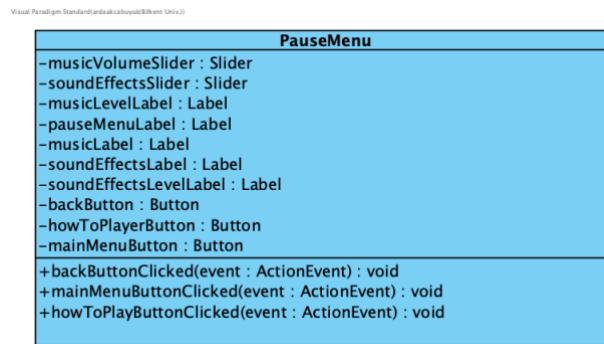 Visual Paradigm Standard(ardaakcabuyuk(Bilkent Univ.))
PauseMenu
-musicVolumeSlider : Slider
-soundEffectsSlider : Slider
-musicLevelLabel : Label
-pauseMenuLabel : Label
-musicLabel : Label
-soundEffectsLabel : Label
-soundEffectsLevelLabel : Label
-backButton : Button
-howToPlayerButton : Button
-mainMenuButton : Button
+backButtonClicked(event : ActionEvent) : void
+mainMenuButtonClicked(event : ActionEvent) : void
+howToPlayButtonClicked(event : ActionEvent) : void